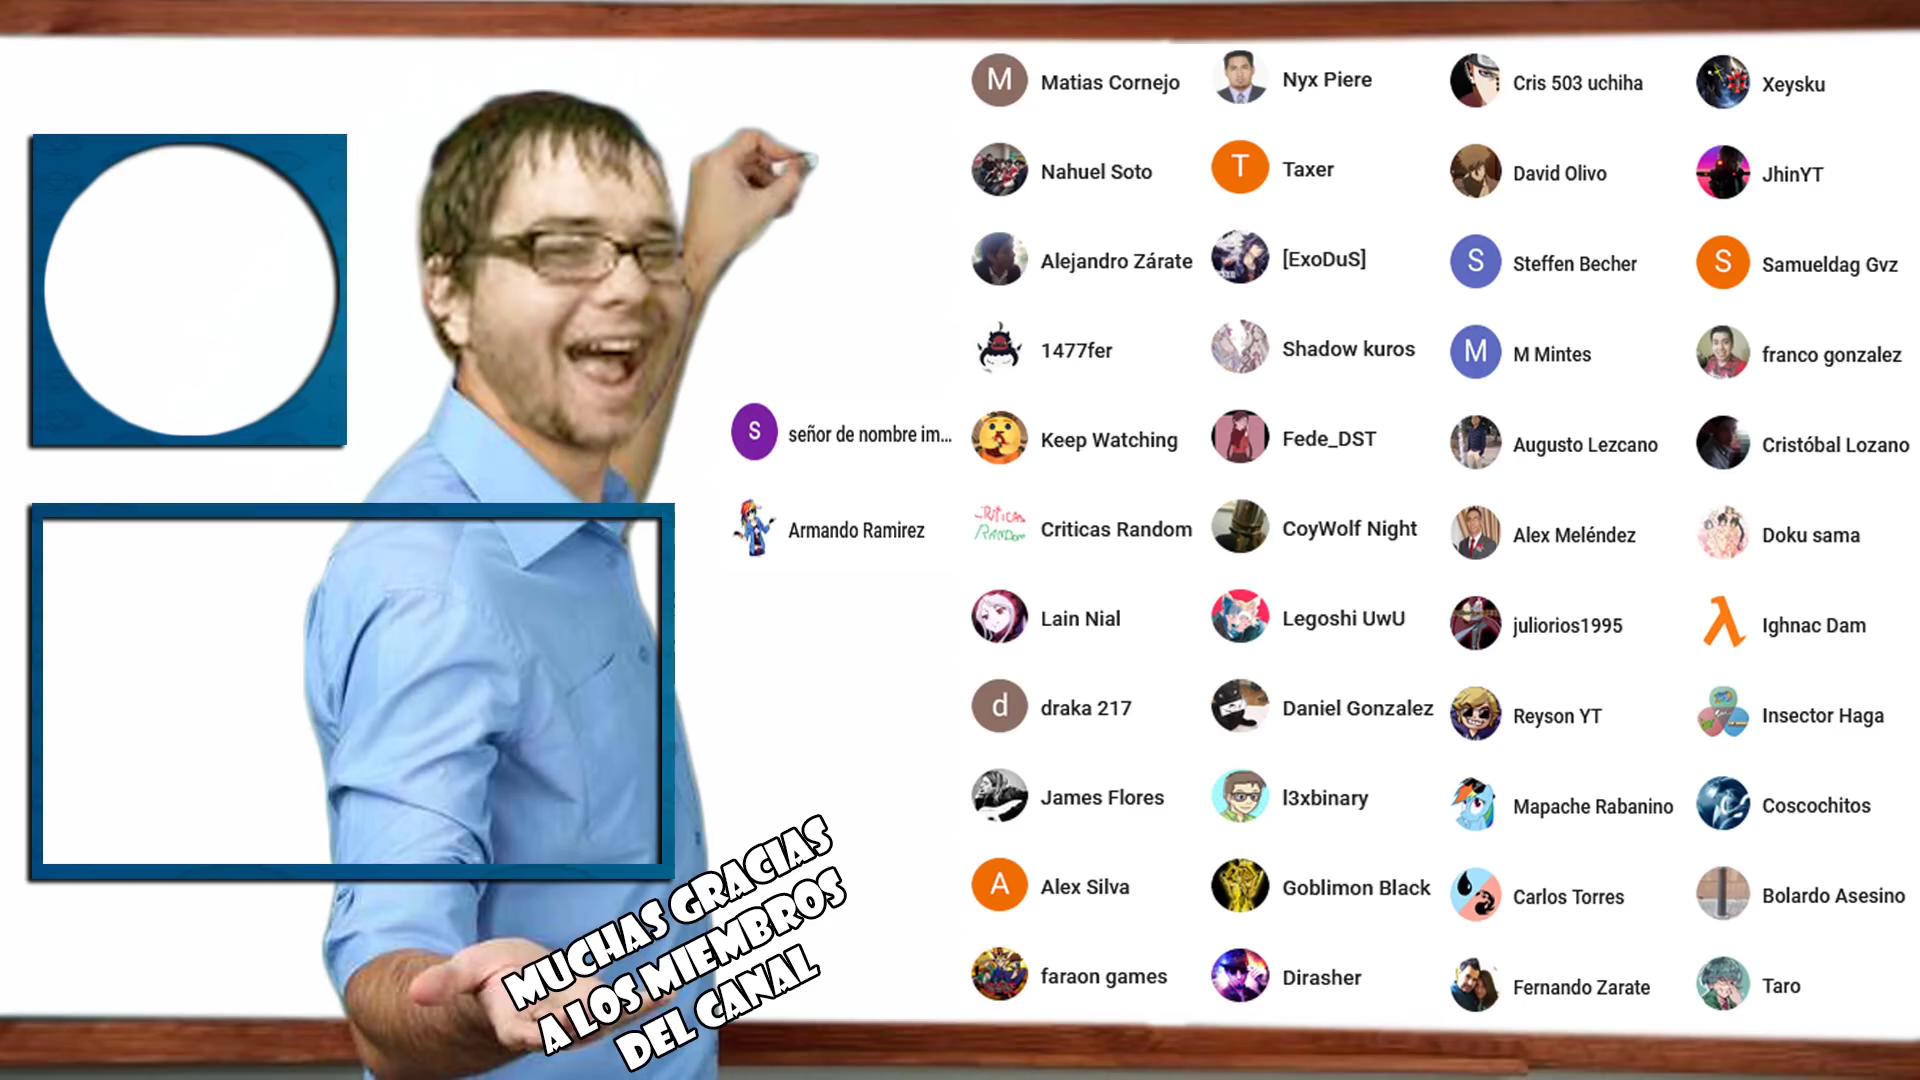 M Matias Cornejo
Nahuel Soto
Alejandro Zárate
1477fer
Keep Watching
CRITICAS RANDOM Criticas Random
Lain Nial
d draka 217
James Flores
A Alex Silva
faraon games
Nyx Piere
T Taxer
[ExoDuS]
Shadow kuros
Fede_DST
CoyWolf Night
Legoshi UwU
Daniel Gonzalez
l3xbinary
Goblimon Black
Dirasher
Cris 503 uchiha
David Olivo
S Steffen Becher
M M Mintes
Augusto Lezcano
Alex Meléndez
juliorios1995
Reyson YT
Mapache Rabanino
Carlos Torres
Fernando Zarate
Xeysku
JhinYT
S Samueldag Gvz
franco gonzalez
Cristóbal Lozano
Doku sama
λ Ighnac Dam
Insector Haga
Coscochitos
Bolardo Asesino
Taro
S señor de nombre im...
Armando Ramirez
MUCHAS GRACIAS
A LOS MIEMBROS
DEL CANAL